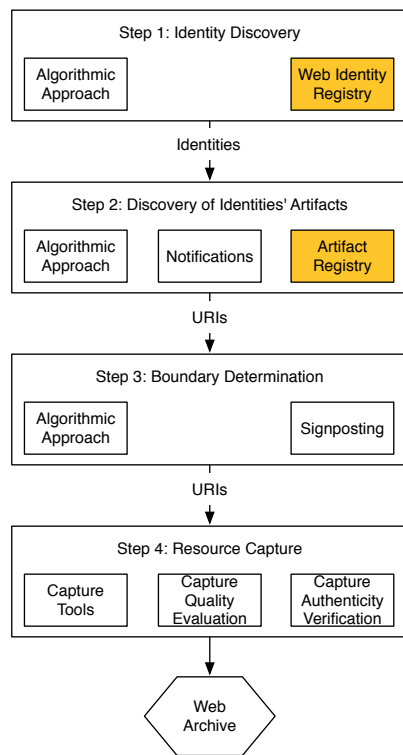 Step 1: Identity Discovery
Algorithmic
Approach
Web Identity
Registry
Identities
Step 2: Discovery of Identities' Artifacts
Algorithmic
Approach
Notifications
Artifact
Registry
URIs
Step 3: Boundary Determination
Algorithmic
Approach
Signposting
URIs
Step 4: Resource Capture
Capture
Tools
Capture
Quality
Evaluation
Capture
Authenticity
Verification
Web
Archive